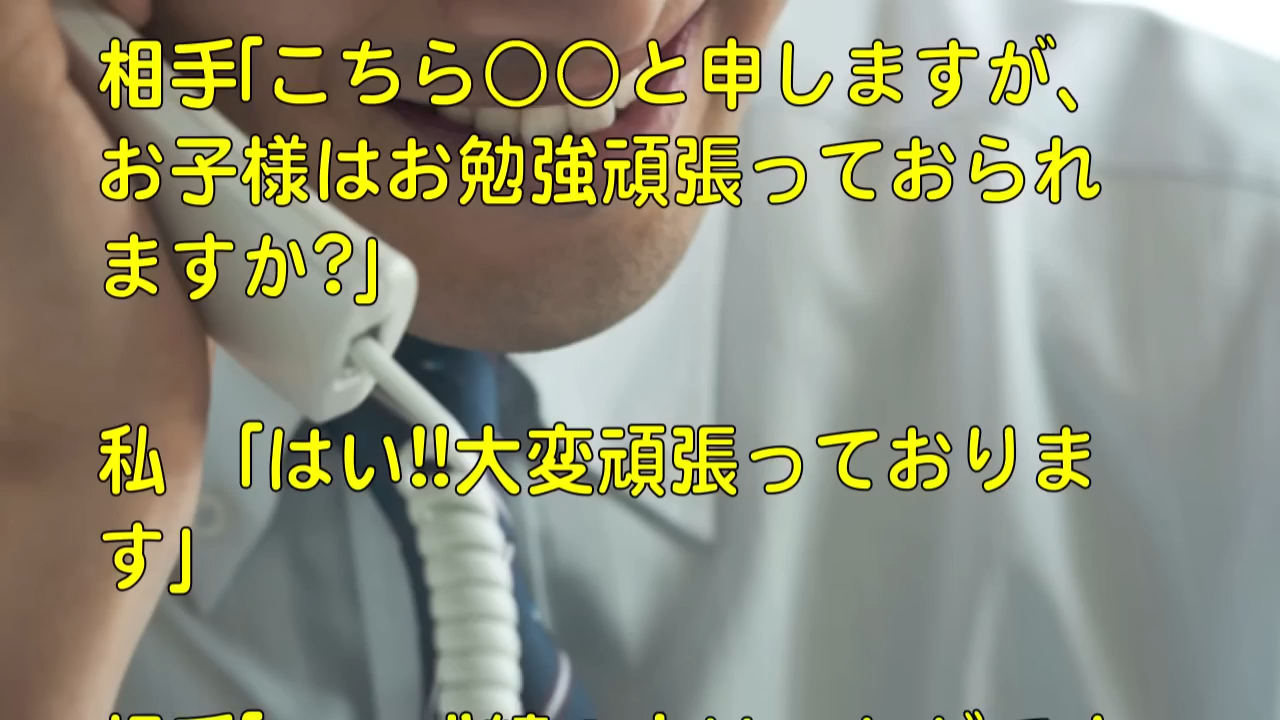 相手「こちら〇〇と申しますが、
お子様はお勉強頑張っておられ
ますか?」
私 「はい!!大変頑張っておりま
す」